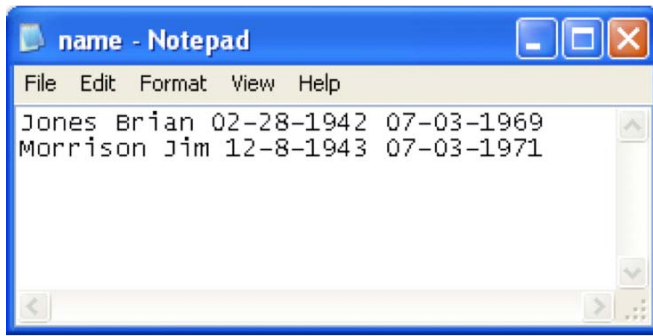 name - Notepad
File Edit Format View Help
Jones Brian 02-28-1942 07-03-1969
Morrison Jim 12-8-1943 07-03-1971